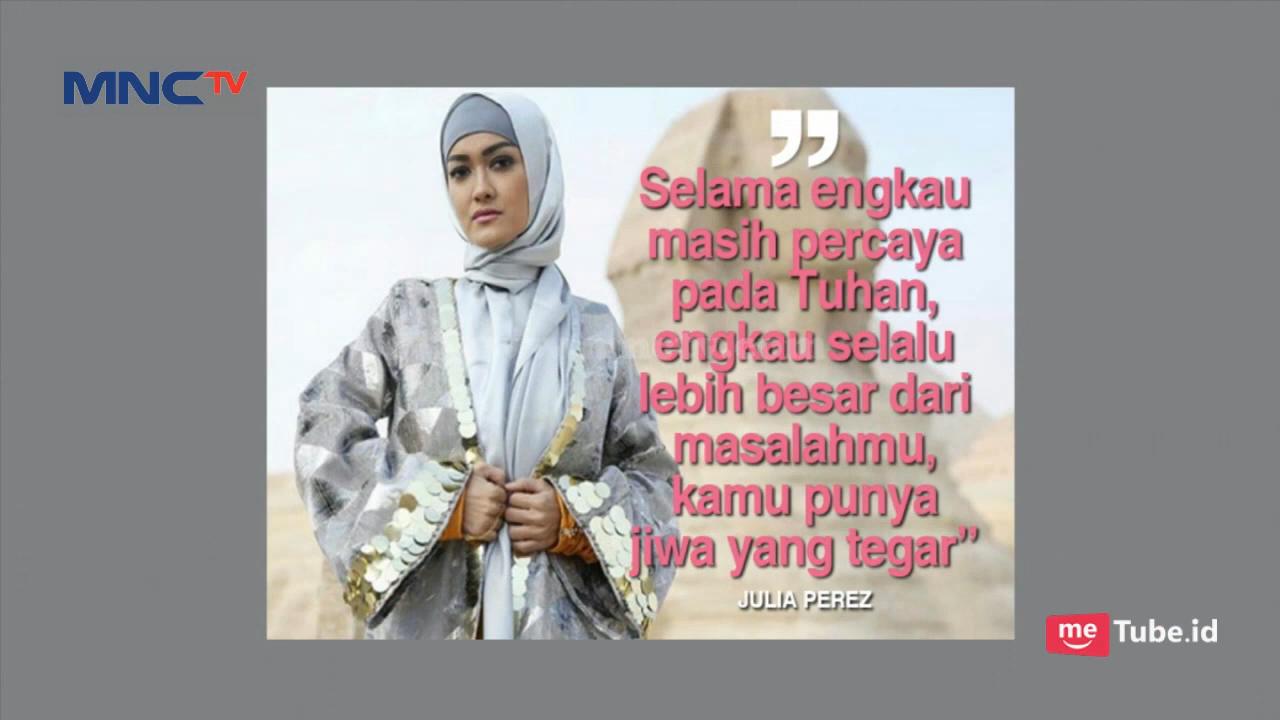 MNCTV
”
Selama engkau
masih percaya
pada Tuhan,
engkau selalu
lebih besar dari
masalahmu,
kamu punya
jiwa yang tegar”
JULIA PEREZ
me Tube.id